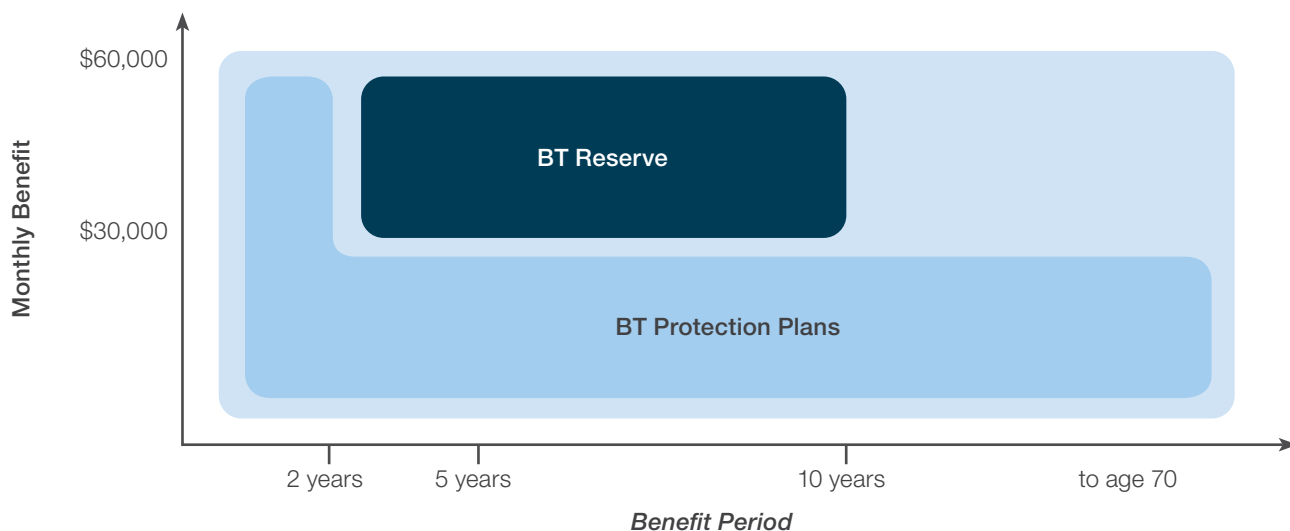 $60,000
BT Reserve
Monthly Benefit
$30,000
BT Protection Plans
2 years
5 years
10 years
to age 70
Benefit Period